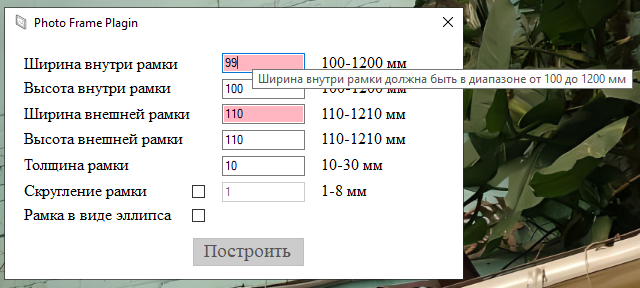 Photo Frame Plagin
Ширина внутри рамки 99 100-1200 мм
Ширина внутри рамки должна быть в диапазоне от 100 до 1200 мм
Высота внутри рамки 100 100-1200 мм
Ширина внешней рамки 110 110-1210 мм
Высота внешней рамки 110 110-1210 мм
Толщина рамки 10 10-30 мм
Скругление рамки 1 1-8 мм
Рамка в виде эллипса
Построить